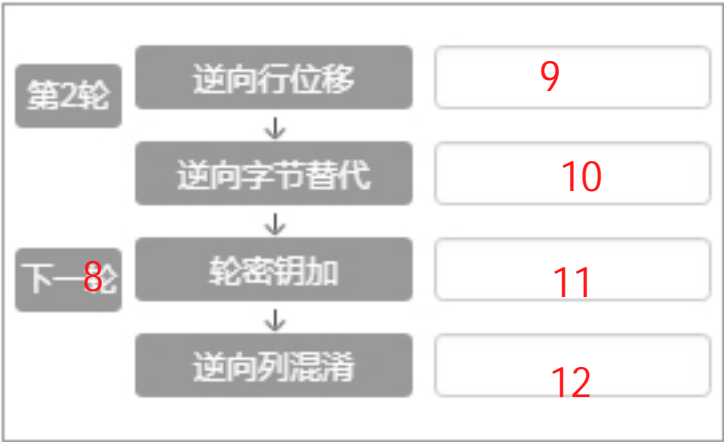 逆向行位移 9
第2轮
逆向字节替代 10
轮密钥加 11
下一轮 8
逆向列混淆 12